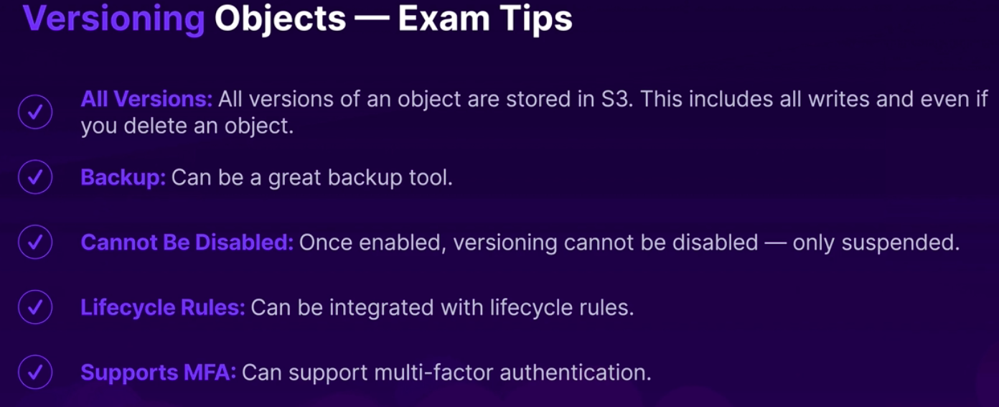 Versioning Objects — Exam Tips
All Versions: All versions of an object are stored in S3. This includes all writes and even if
you delete an object.
Backup: Can be a great backup tool.
Cannot Be Disabled: Once enabled, versioning cannot be disabled — only suspended.
Lifecycle Rules: Can be integrated with lifecycle rules.
Supports MFA: Can support multi-factor authentication.